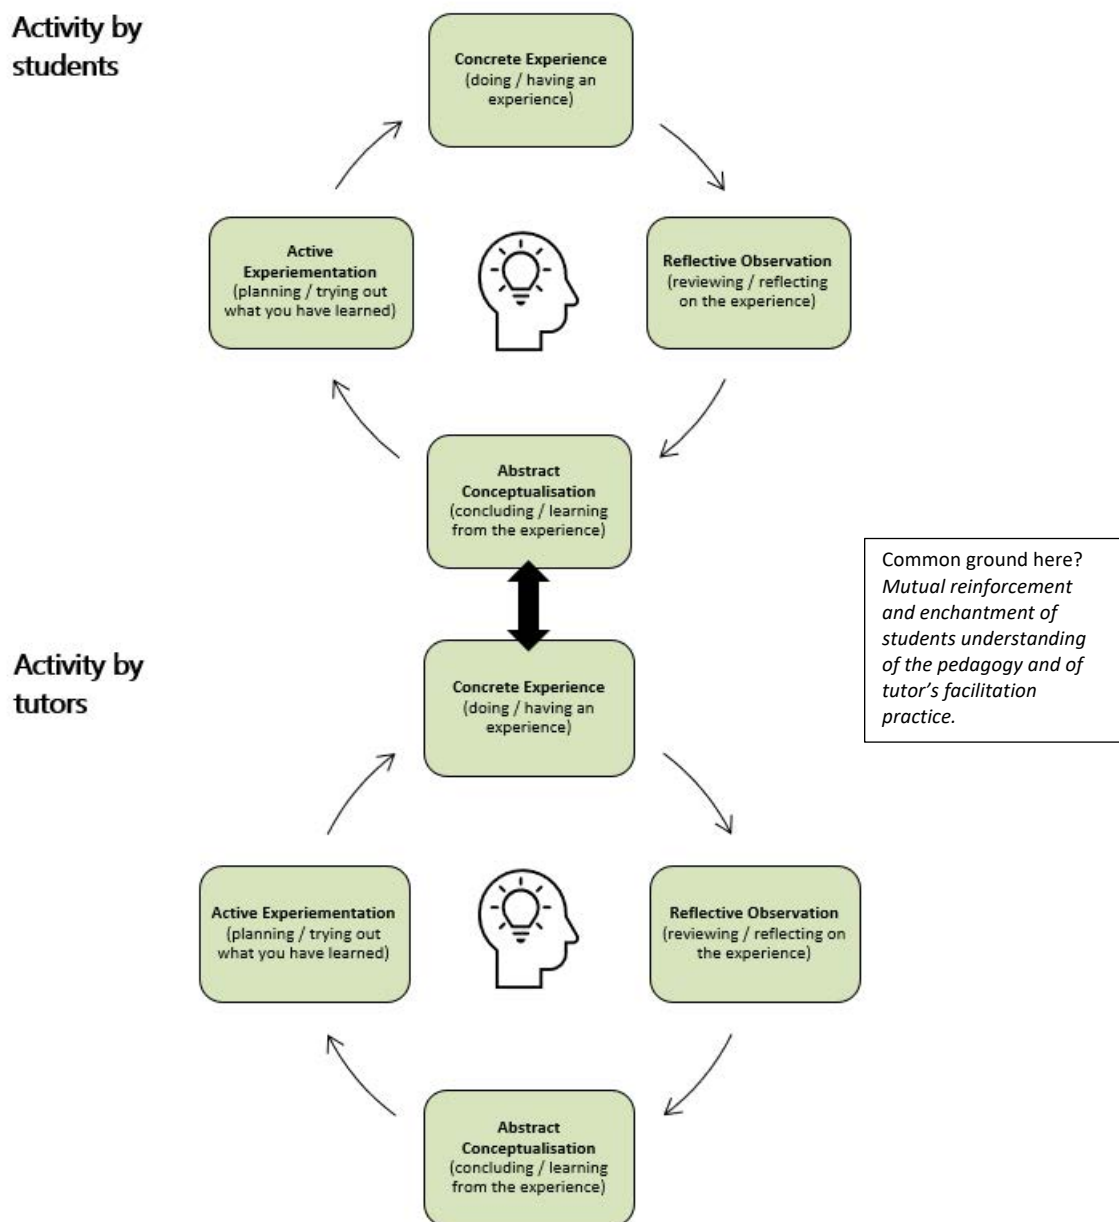 Activity by
students
Concrete Experience
(doing / having an
experience)
Active
Experiementation
(planning / trying out
what you have learned)
Reflective Observation
(reviewing / reflecting
on the experience)
Abstract
Conceptualisation
(concluding / learning
from the experience)
Common ground here?
Mutual reinforcement
and enchantment of
students understanding
of the pedagogy and of
tutor’s facilitation
practice.
Activity by
tutors
Concrete Experience
(doing / having an
experience)
Active Experiementation
(planning / trying out
what you have learned)
Reflective Observation
(reviewing / reflecting on
the experience)
Abstract
Conceptualisation
(concluding / learning
from the experience)